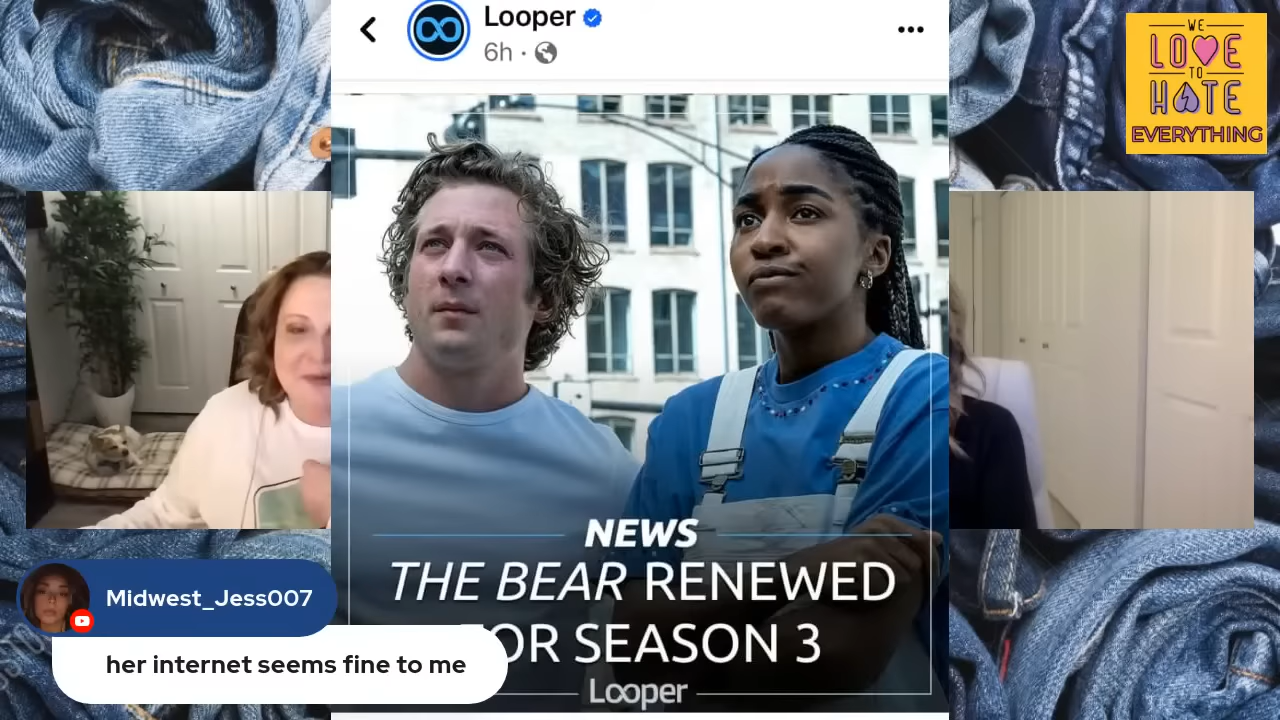 Looper
6h ·
WE
LOVE
TO
HATE
EVERYTHING
NEWS
THE BEAR RENEWED
FOR SEASON 3
Looper
Midwest_Jess007
her internet seems fine to me